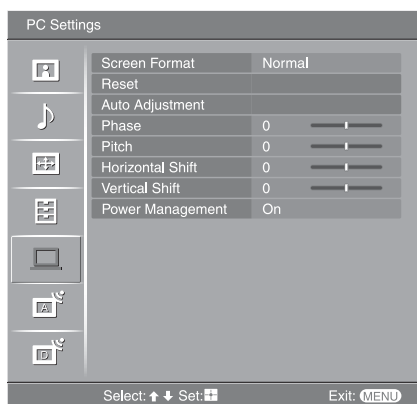 PC Settings
Screen Format Normal
Reset
Auto Adjustment
Phase 0
Pitch 0
Horizontal Shift 0
Vertical Shift 0
Power Management On
A
D
Select: Set: Exit: MENU